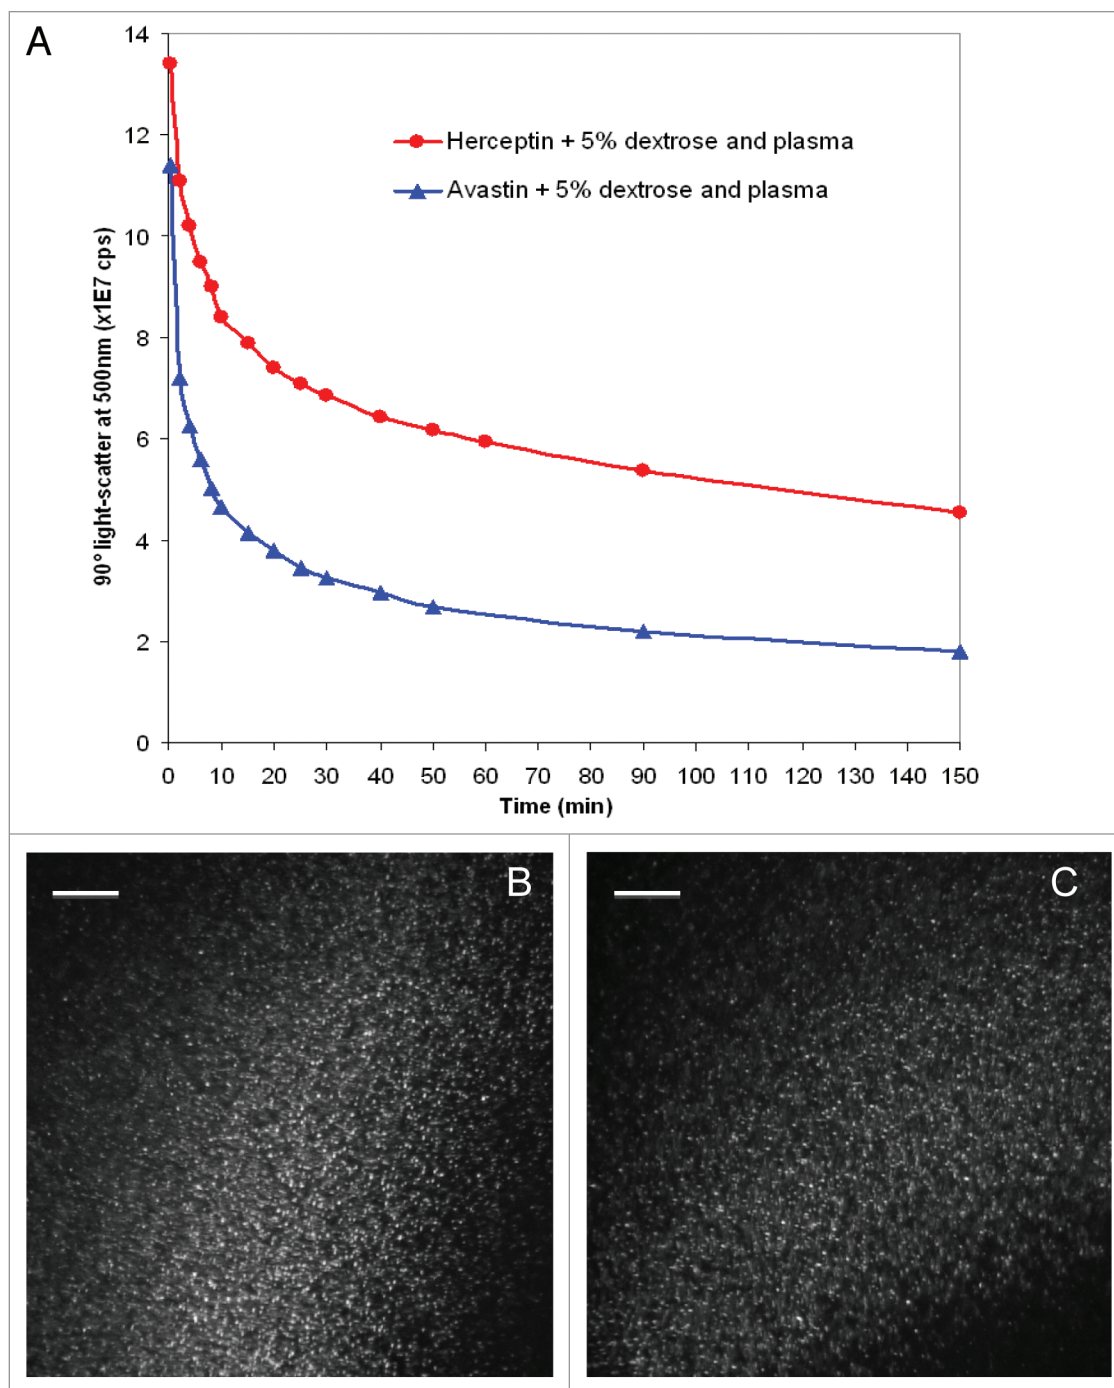 A
14
12
10
8
6
4
2
0
90° light-scatter at 500nm (x1E7 cps)
Herceptin + 5% dextrose and plasma
Avastin + 5% dextrose and plasma
0 10 20 30 40 50 60 70 80 90 100 110 120 130 140 150
Time (min)
B
C